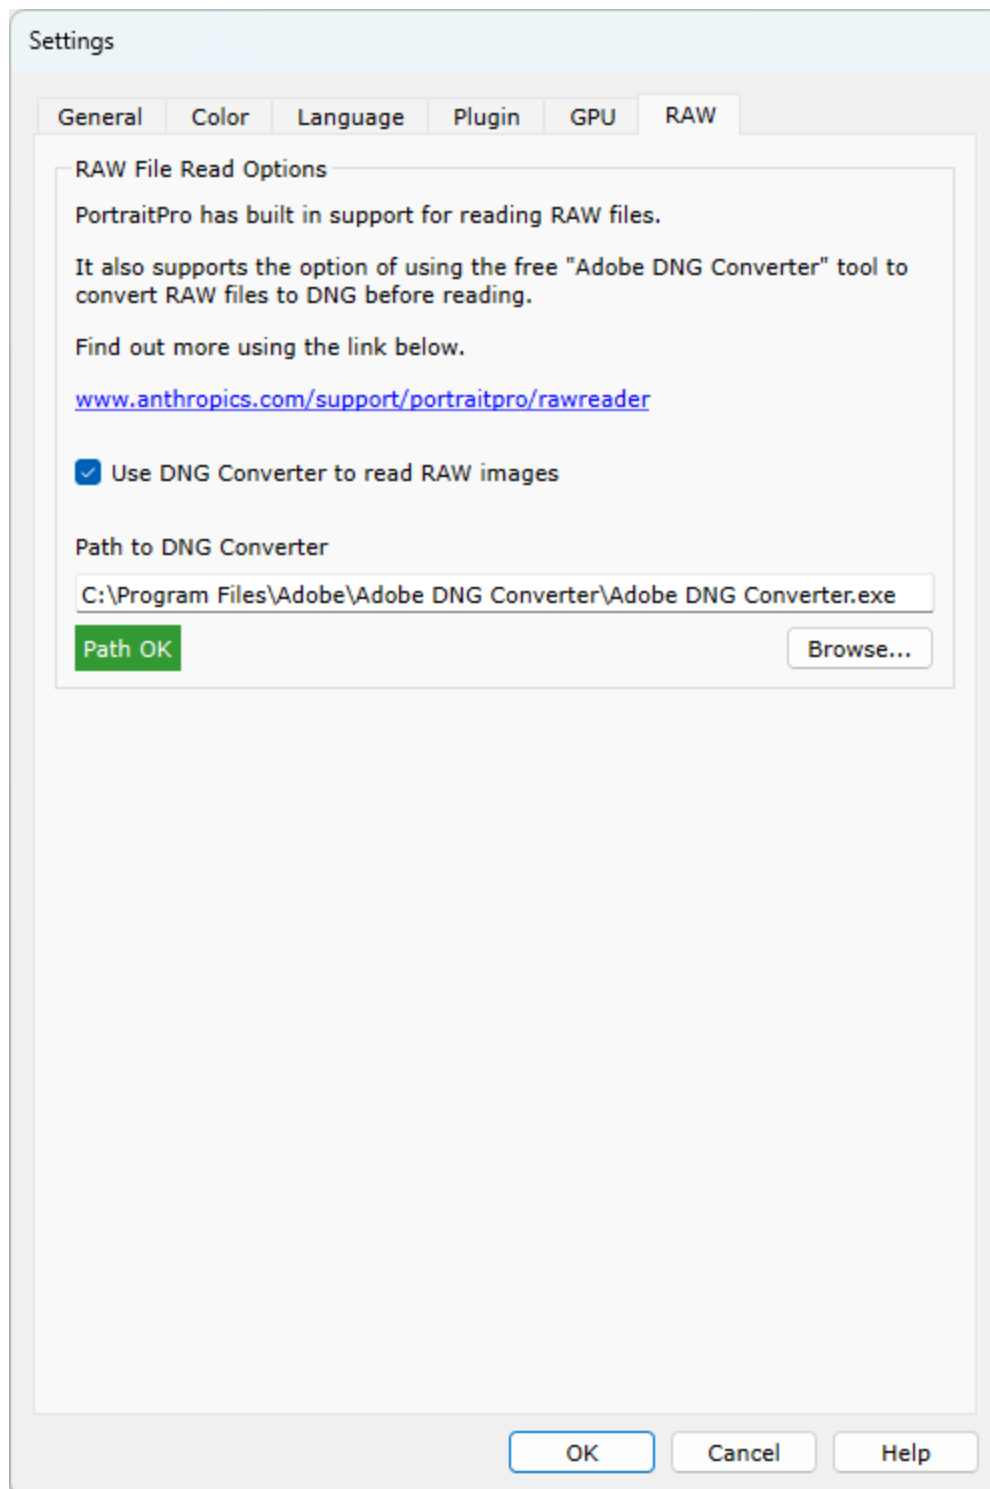 Settings
General Color Language Plugin GPU RAW
RAW File Read Options
PortraitPro has built in support for reading RAW files.
It also supports the option of using the free "Adobe DNG Converter" tool to
convert RAW files to DNG before reading.
Find out more using the link below.
www.anthropics.com/support/portraitpro/rawreader
Use DNG Converter to read RAW images
Path to DNG Converter
C:\Program Files\Adobe\Adobe DNG Converter\Adobe DNG Converter.exe
Path OK Browse...
OK Cancel Help